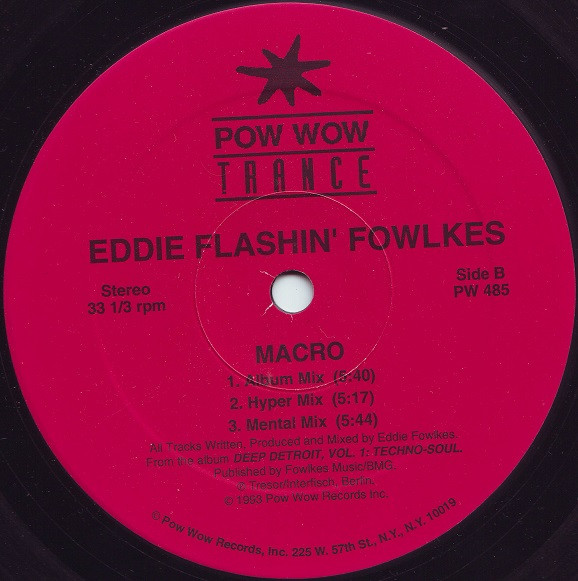 POW WOW
TRANCE
EDDIE FLASHIN' FOWLKES
Stereo
33 1/3 rpm
Side B
PW 485
MACRO
1. Album Mix (5:40)
2. Hyper Mix (5:17)
3. Mental Mix (5:44)
All Tracks Written, Produced and Mixed by Eddie Fowlkes.
From the album DEEP DETROIT, VOL. 1: TECHNO-SOUL.
Published by Fowlkes Music/BMG.
℗ Tresor/Interfisch, Berlin.
© 1993 Pow Wow Records Inc.
© Pow Wow Records, Inc. 225 W. 57th St., N.Y., N.Y. 10019